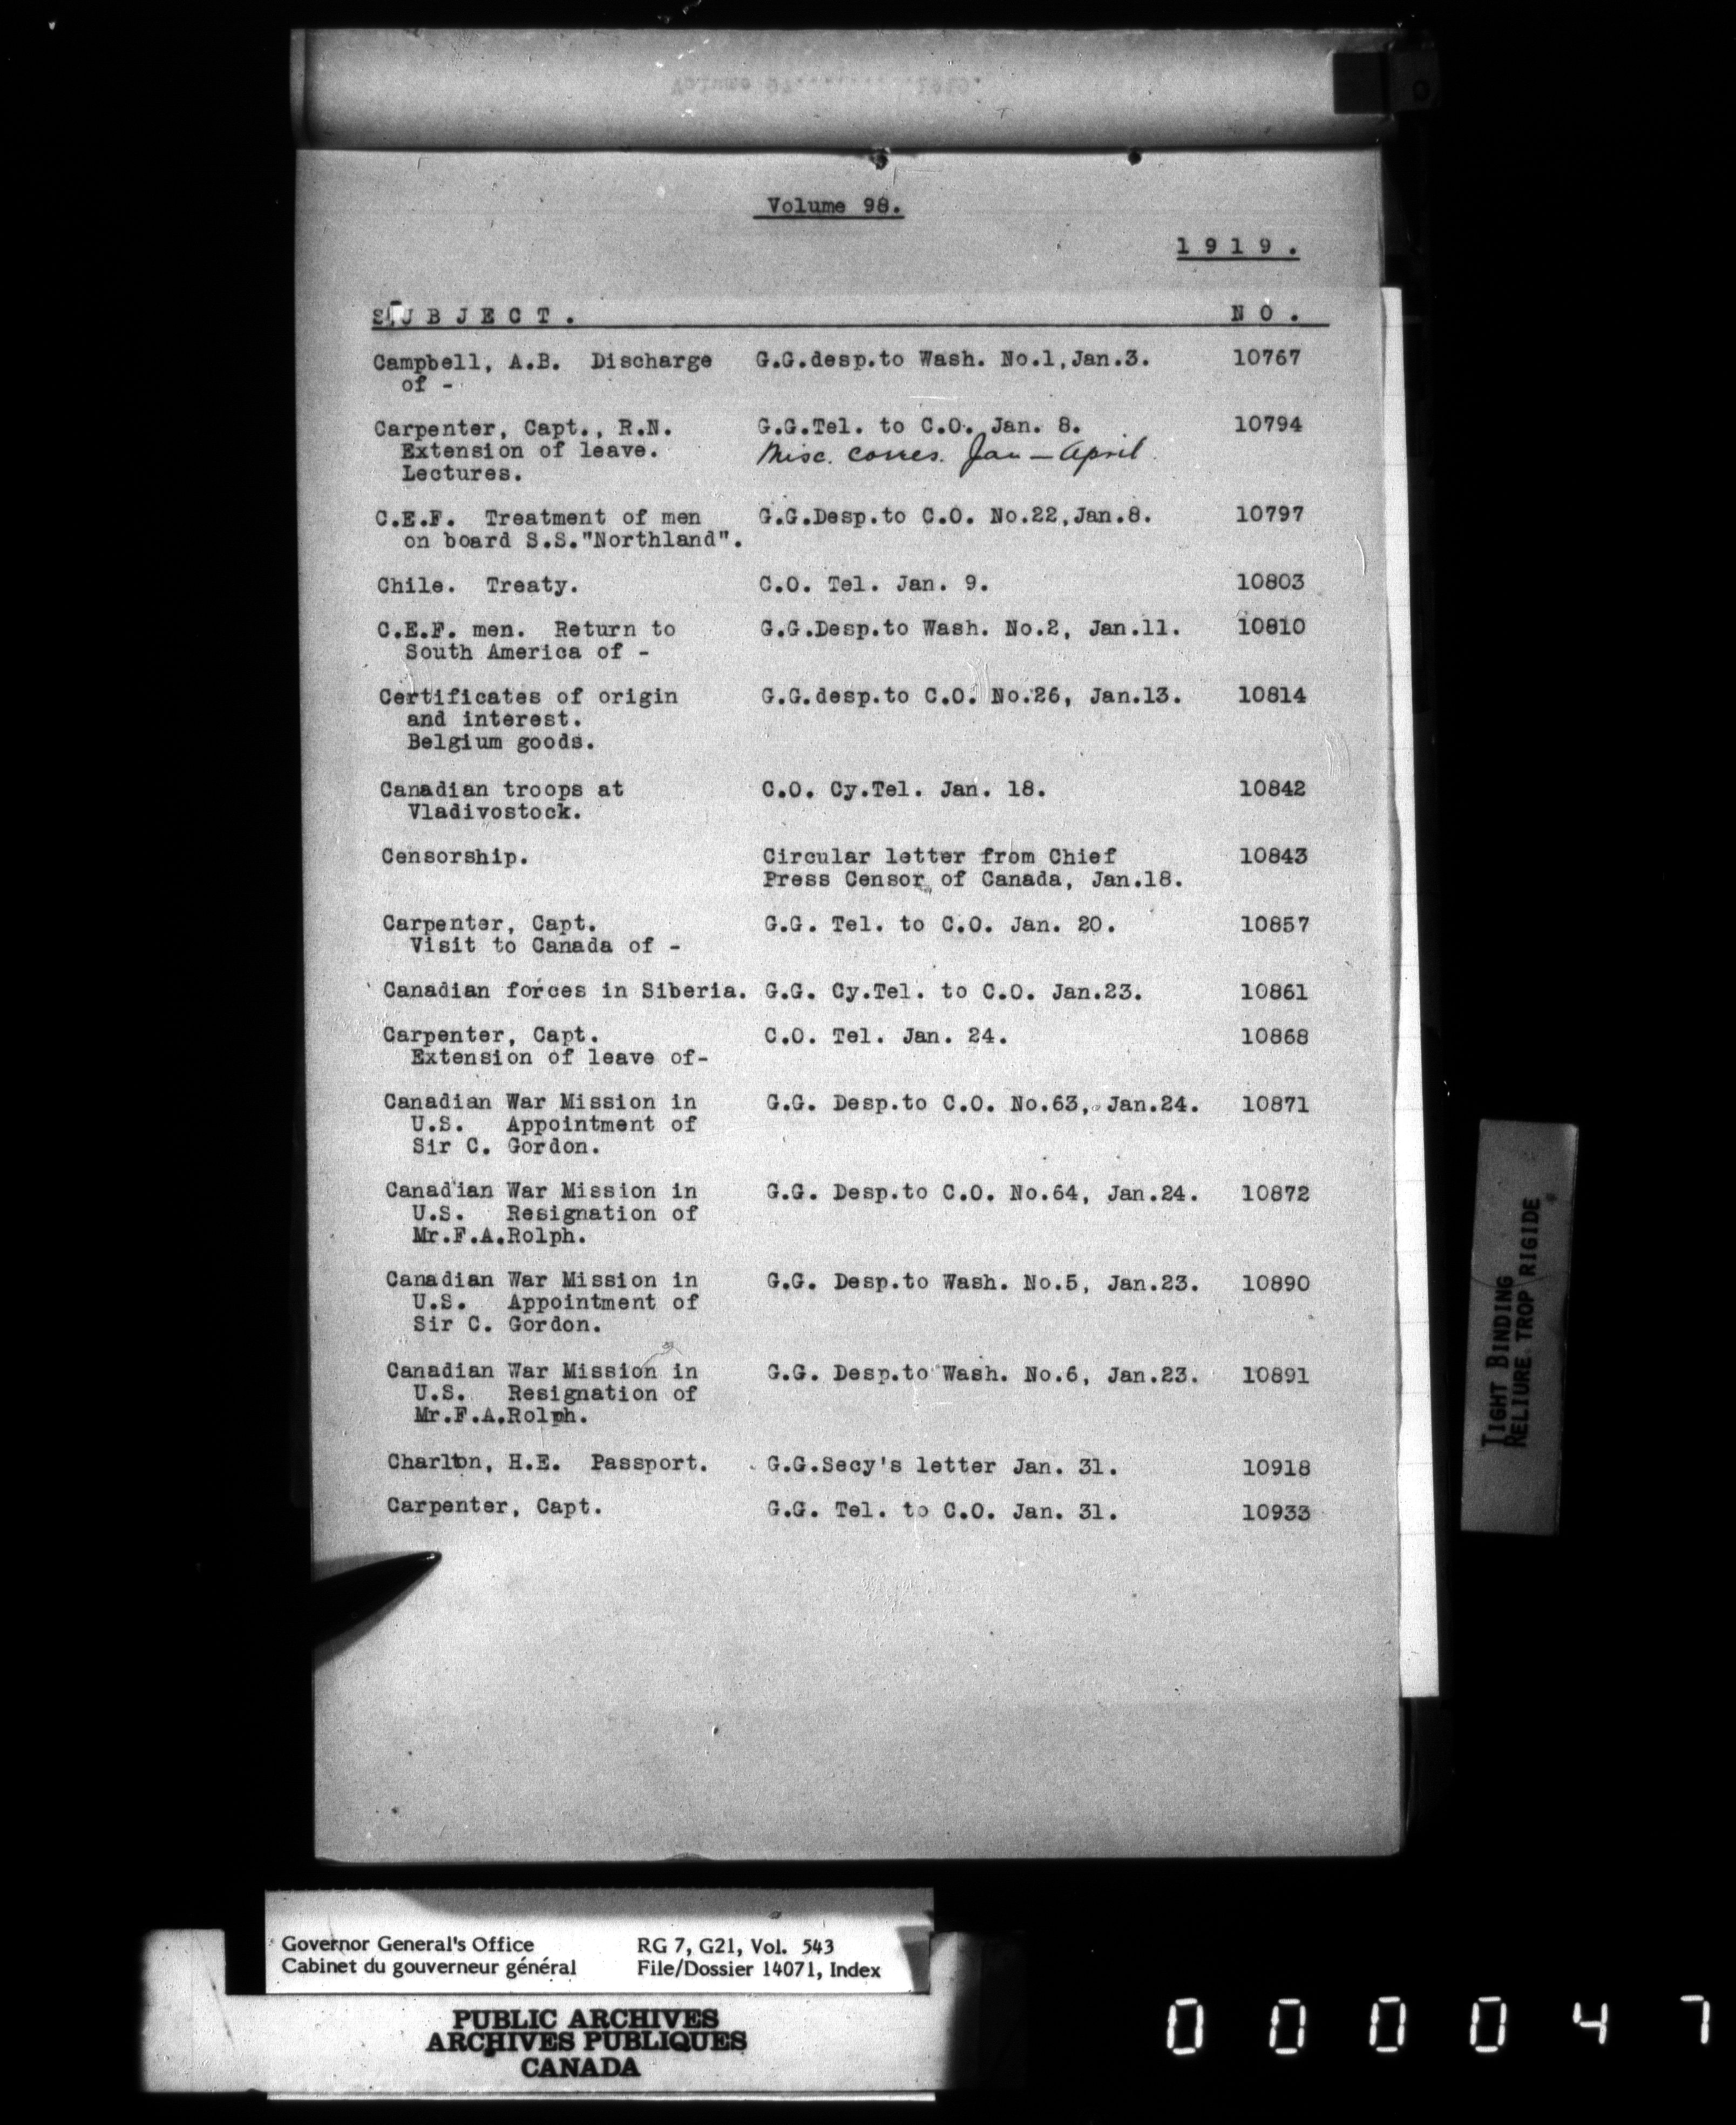 Volume 98.
1 9 1 9 .
S U B J E C T . N O .
Campbell, A.B. Discharge G.G.desp.to Wash. No.1,Jan.3. 10767
of -
Carpenter, Capt., R.N. G.G.Tel. to C.O. Jan. 8. 10794
Extension of leave. Misc. corres. Jan — April.
Lectures.
C.E.F. Treatment of men G.G.Desp.to C.O. No.22,Jan.8. 10797
on board S.S."Northland".
Chile. Treaty. C.O. Tel. Jan. 9. 10803
C.E.F. men. Return to G.G.Desp.to Wash. No.2, Jan.11. 10810
South America of -
Certificates of origin G.G.desp.to C.O. No.26, Jan.13. 10814
and interest.
Belgium goods.
Canadian troops at C.O. Cy.Tel. Jan. 18. 10842
Vladivostock.
Censorship. Circular letter from Chief 10843
Press Censor of Canada, Jan.18.
Carpenter, Capt. G.G. Tel. to C.O. Jan. 20. 10857
Visit to Canada of -
Canadian forces in Siberia. G.G. Cy.Tel. to C.O. Jan.23. 10861
Carpenter, Capt. C.O. Tel. Jan. 24. 10868
Extension of leave of-
Canadian War Mission in G.G. Desp.to C.O. No.63, Jan.24. 10871
U.S. Appointment of
Sir C. Gordon.
Canadian War Mission in G.G. Desp.to C.O. No.64, Jan.24. 10872
U.S. Resignation of
Mr.F.A.Rolph.
Canadian War Mission in G.G. Desp.to Wash. No.5, Jan.23. 10890
U.S. Appointment of
Sir C. Gordon.
Canadian War Mission in G.G. Desp.to Wash. No.6, Jan.23. 10891
U.S. Resignation of
Mr.F.A.Rolph.
Charlton, H.E. Passport. G.G.Secy's letter Jan. 31. 10918
Carpenter, Capt. G.G. Tel. to C.O. Jan. 31. 10933
TIGHT BINDING
RELIURE TROP RIGIDE
Governor General's Office RG 7, G21, Vol. 543
Cabinet du gouverneur général File/Dossier 14071, Index
PUBLIC ARCHIVES
ARCHIVES PUBLIQUES
CANADA
0 0 0 0 4 7